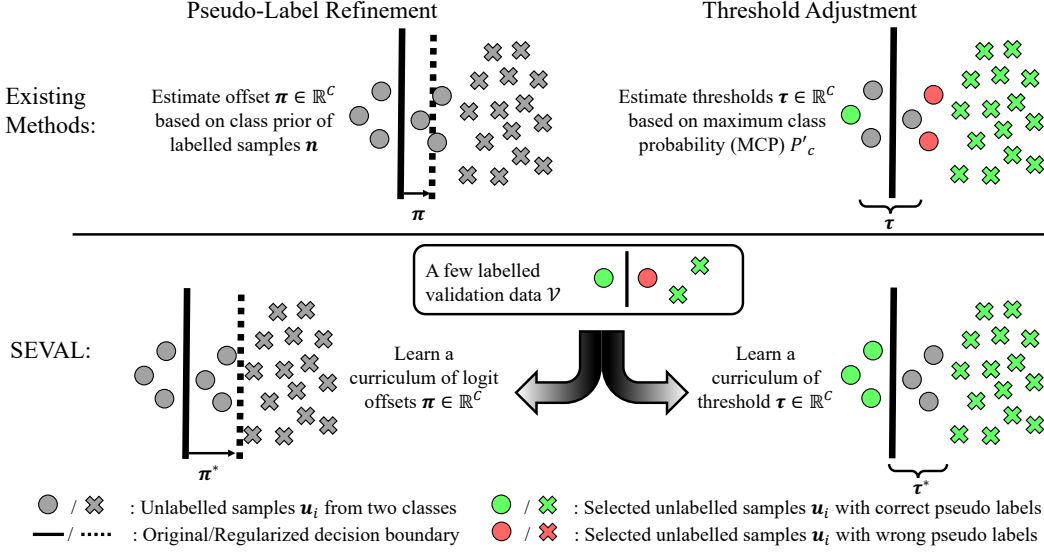 Pseudo-Label Refinement
Threshold Adjustment
Existing
Methods:
Estimate offset π ∈ ℝ^C
based on class prior of
labelled samples n
π
Estimate thresholds τ ∈ ℝ^C
based on maximum class
probability (MCP) P′_c
τ
A few labelled
validation data 𝒱
SEVAL:
Learn a
curriculum of logit
offsets π ∈ ℝ^C
Learn a
curriculum of
threshold τ ∈ ℝ^C
π*
τ*
/ : Unlabelled samples u_i from two classes
/ : Selected unlabelled samples u_i with correct pseudo labels
/ : Original/Regularized decision boundary
/ : Selected unlabelled samples u_i with wrong pseudo labels